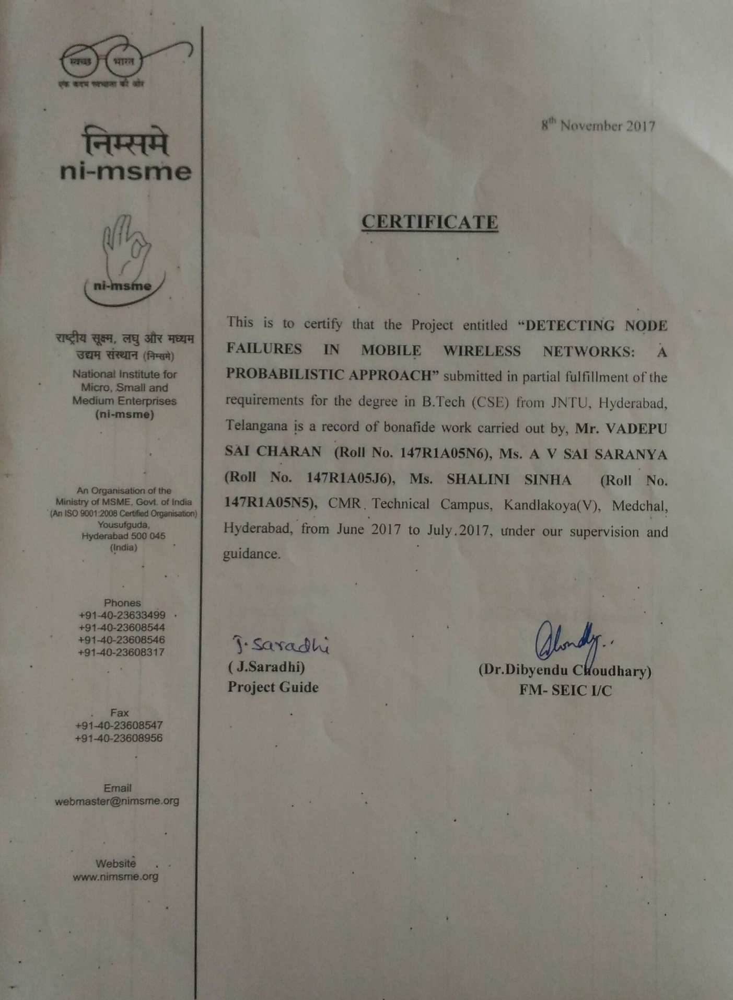 स्वच्छ भारत
एक कदम स्वच्छता की ओर
निम्समे
ni-msme
ni-msme
राष्ट्रीय सूक्ष्म, लघु और मध्यम
उद्यम संस्थान (निम्समे)
National Institute for
Micro, Small and
Medium Enterprises
(ni-msme)
An Organisation of the
Ministry of MSME, Govt. of India
(An ISO 9001:2008 Certified Organisation)
Yousufguda,
Hyderabad 500 045
(India)
Phones
+91-40-23633499
+91-40-23608544
+91-40-23608546
+91-40-23608317
Fax
+91-40-23608547
+91-40-23608956
Email
webmaster@nimsme.org
Website
www.nimsme.org
8th November 2017
CERTIFICATE
This is to certify that the Project entitled “DETECTING NODE
FAILURES IN MOBILE WIRELESS NETWORKS: A
PROBABILISTIC APPROACH” submitted in partial fulfillment of the
requirements for the degree in B.Tech (CSE) from JNTU, Hyderabad,
Telangana is a record of bonafide work carried out by, Mr. VADEPU
SAI CHARAN (Roll No. 147R1A05N6), Ms. A V SAI SARANYA
(Roll No. 147R1A05J6), Ms. SHALINI SINHA (Roll No.
147R1A05N5), CMR Technical Campus, Kandlakoya(V), Medchal,
Hyderabad, from June 2017 to July 2017, under our supervision and
guidance.
J. Saradhi
( J.Saradhi)
Project Guide
(Dr.Dibyendu Choudhary)
FM- SEIC I/C